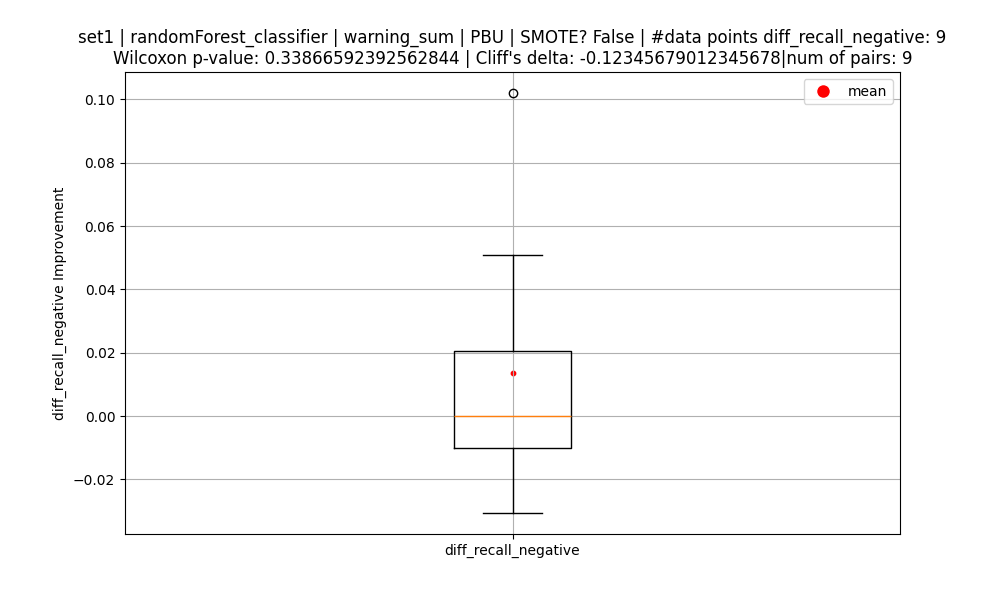 set1 | randomForest_classifier | warning_sum | PBU | SMOTE? False | #data points diff_recall_negative: 9
Wilcoxon p-value: 0.33866592392562844 | Cliff's delta: -0.12345679012345678|num of pairs: 9
mean
0.10
0.08
0.06
0.04
0.02
0.00
−0.02
diff_recall_negative Improvement
diff_recall_negative